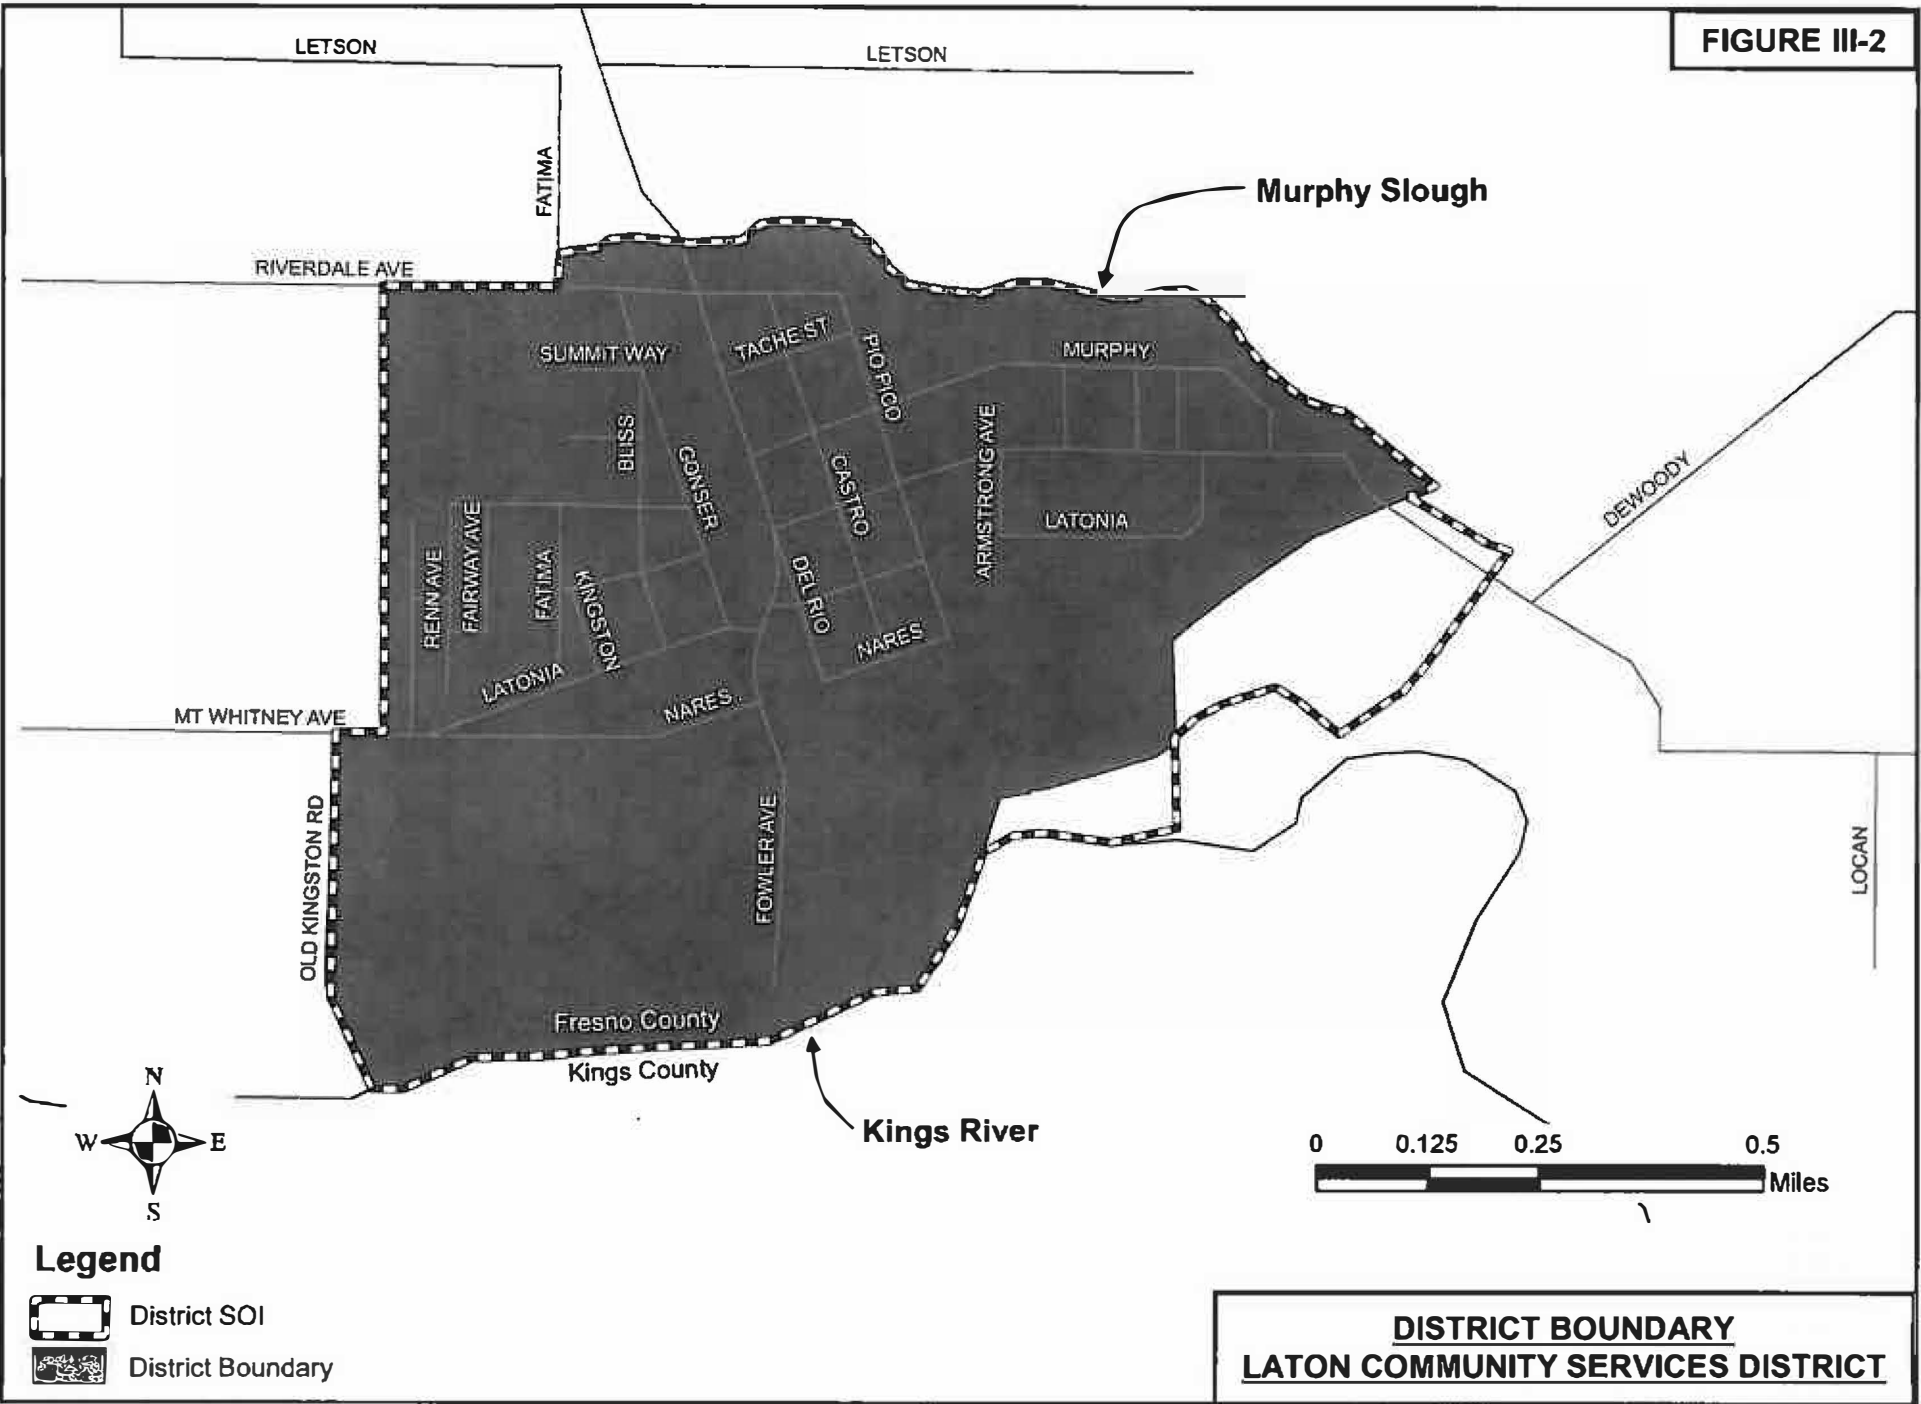 FIGURE III-2
LETSON
LETSON
FATIMA
Murphy Slough
RIVERDALE AVE
SUMMIT WAY
TACHE ST
PIO PICO
MURPHY
BLISS
GONSER
CASTRO
ARMSTRONG AVE
DEWOODY
LATONIA
RENN AVE
FAIRWAY AVE
FATIMA
KINGSTON
DEL RIO
NARES
LATONIA
NARES
MT WHITNEY AVE
OLD KINGSTON RD
FOWLER AVE
LOCAN
Fresno County
Kings County
Kings River
N
W
E
S
0 0.125 0.25 0.5
Miles
Legend
District SOI
District Boundary
DISTRICT BOUNDARY
LATON COMMUNITY SERVICES DISTRICT